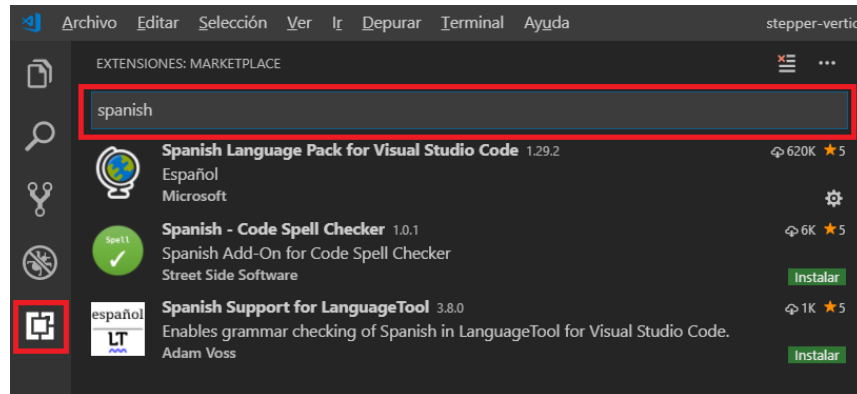 Archivo Editar Selección Ver Ir Depurar Terminal Ayuda stepper-vertic
EXTENSIONES: MARKETPLACE
spanish
Spanish Language Pack for Visual Studio Code 1.29.2 620K ★5
Español
Microsoft
Spanish - Code Spell Checker 1.0.1 6K ★5
Spell
Spanish Add-On for Code Spell Checker
Street Side Software Instalar
Spanish Support for LanguageTool 3.8.0 1K ★5
español
LT
Enables grammar checking of Spanish in LanguageTool for Visual Studio Code.
Adam Voss Instalar